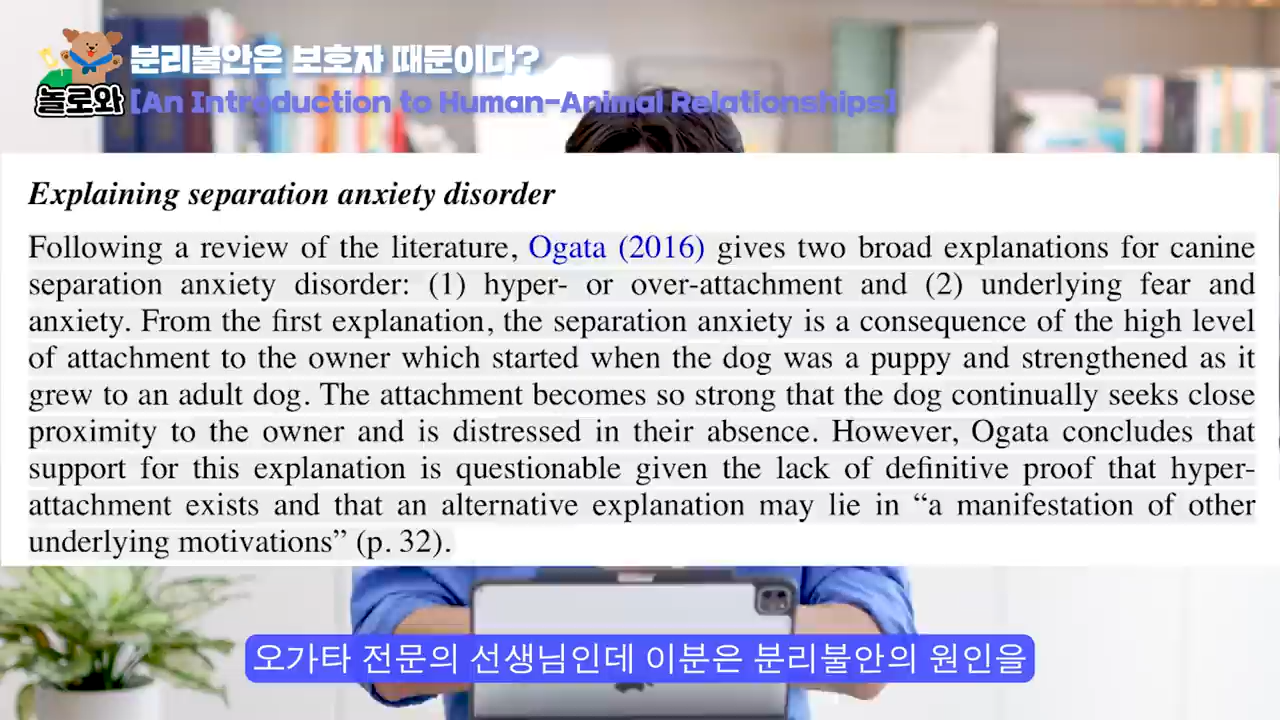 분리불안은 보호자 때문이다?
놀로와
[An Introduction to Human-Animal Relationships]
Explaining separation anxiety disorder
Following a review of the literature, Ogata (2016) gives two broad explanations for canine
separation anxiety disorder: (1) hyper- or over-attachment and (2) underlying fear and
anxiety. From the first explanation, the separation anxiety is a consequence of the high level
of attachment to the owner which started when the dog was a puppy and strengthened as it
grew to an adult dog. The attachment becomes so strong that the dog continually seeks close
proximity to the owner and is distressed in their absence. However, Ogata concludes that
support for this explanation is questionable given the lack of definitive proof that hyper-
attachment exists and that an alternative explanation may lie in “a manifestation of other
underlying motivations” (p. 32).
오가타 전문의 선생님인데 이분은 분리불안의 원인을